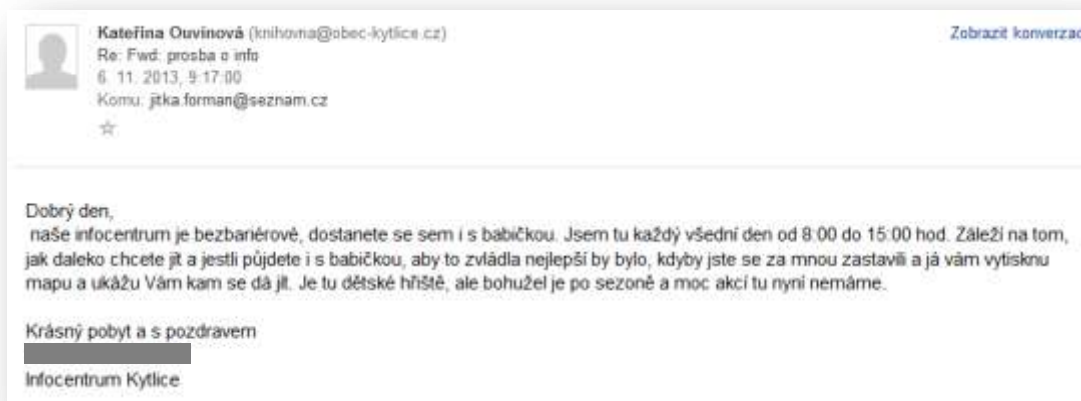 Kateřina Ouvinová (knihovna@obec-kytlice.cz)
Zobrazit konverzac
Re: Fwd: prosba o info
6. 11. 2013, 9:17:00
Komu: jitka.forman@seznam.cz
Dobrý den,
naše infocentrum je bezbariérové, dostanete se sem i s babičkou. Jsem tu každý všední den od 8:00 do 15:00 hod. Záleží na tom,
jak daleko chcete jít a jestli půjdete i s babičkou, aby to zvládla nejlepší by bylo, kdyby jste se za mnou zastavili a já vám vytisknu
mapu a ukážu Vám kam se dá jít. Je tu dětské hřiště, ale bohužel je po sezoně a moc akcí tu nyní nemáme.
Krásný pobyt a s pozdravem
Infocentrum Kytlice